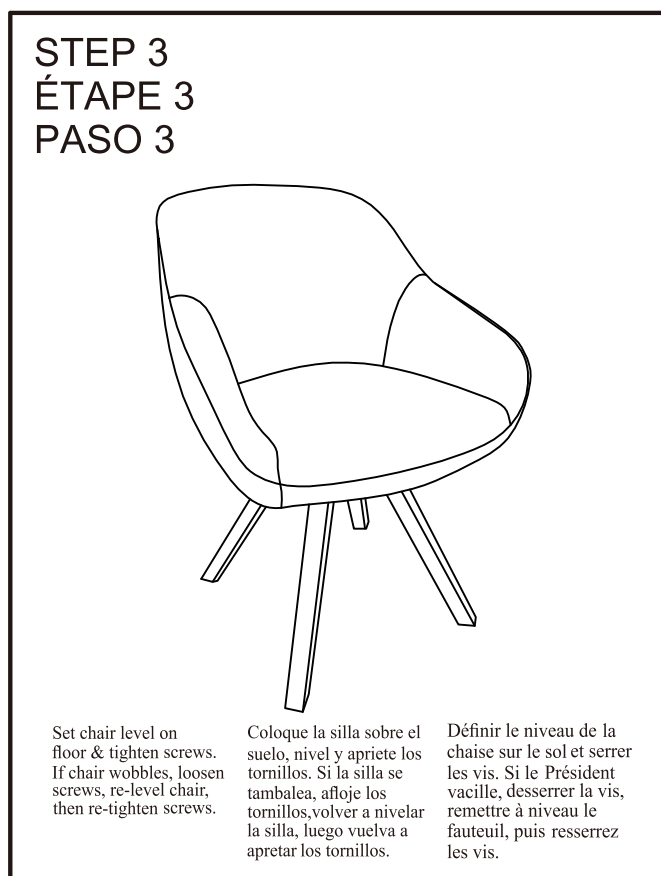 STEP 3
ÉTAPE 3
PASO 3
Set chair level on
floor & tighten screws.
If chair wobbles, loosen
screws, re-level chair,
then re-tighten screws.
Coloque la silla sobre el
suelo, nivel y apriete los
tornillos. Si la silla se
tambalea, afloje los
tornillos,volver a nivelar
la silla, luego vuelva a
apretar los tornillos.
Définir le niveau de la
chaise sur le sol et serrer
les vis. Si le Président
vacille, desserrer la vis,
remettre à niveau le
fauteuil, puis resserrez
les vis.